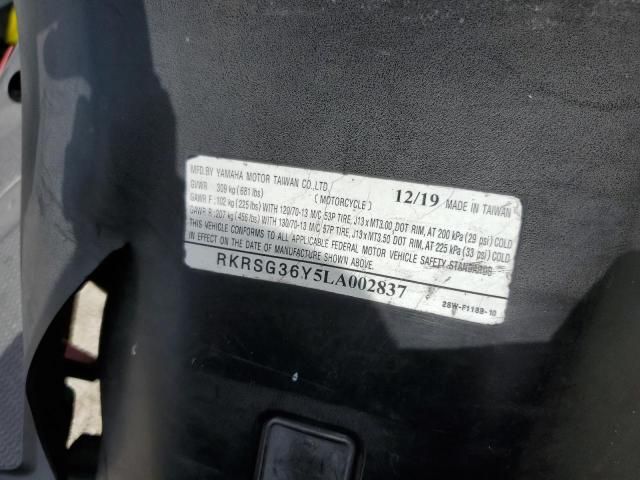 MFD.BY YAMAHA MOTOR TAIWAN CO.,LTD. 12/19 MADE IN TAIWAN
GVWR 309 kg (681 lbs) (MOTORCYCLE)
GAWR F : 102 kg (225 lbs) WITH 120/70-13 M/C 53P TIRE, J13 x MT3.00 DOT RIM, AT 200 kPa (29 psi) COLD
GAWR R : 207 kg (456 lbs) WITH 130/70-13 M/C 57P TIRE, J13 x MT3.50 DOT RIM, AT 225 kPa (33 psi) COLD
THIS VEHICLE CONFORMS TO ALL APPLICABLE FEDERAL MOTOR VEHICLE SAFETY STANDARDS
IN EFFECT ON THE DATE OF MANUFACTURE SHOWN ABOVE.
RKRSG36Y5LA002837
2SW-F118B-10